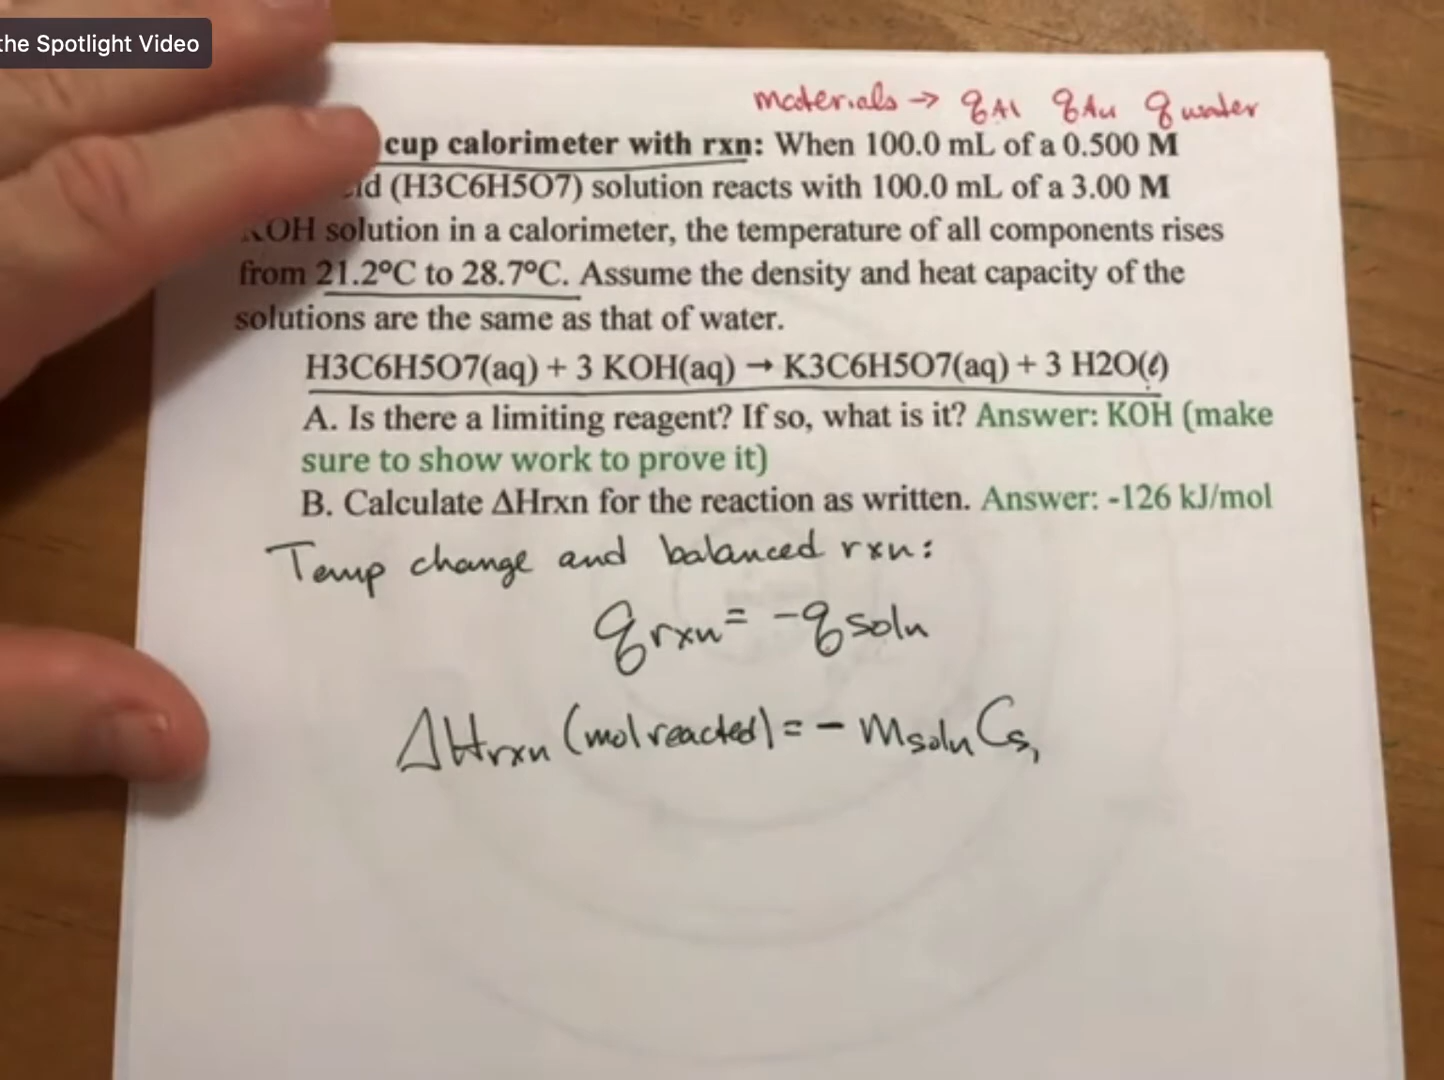 the Spotlight Video
materials → qAl qAu qwater
cup calorimeter with rxn: When 100.0 mL of a 0.500 M
(H3C6H5O7) solution reacts with 100.0 mL of a 3.00 M
KOH solution in a calorimeter, the temperature of all components rises
from 21.2°C to 28.7°C. Assume the density and heat capacity of the
solutions are the same as that of water.
H3C6H5O7(aq) + 3 KOH(aq) → K3C6H5O7(aq) + 3 H2O(ℓ)
A. Is there a limiting reagent? If so, what is it? Answer: KOH (make
sure to show work to prove it)
B. Calculate ΔHrxn for the reaction as written. Answer: -126 kJ/mol
Temp change and balanced rxn:
qrxn = -qsoln
ΔHrxn (mol reacted) = - msoln Cs,